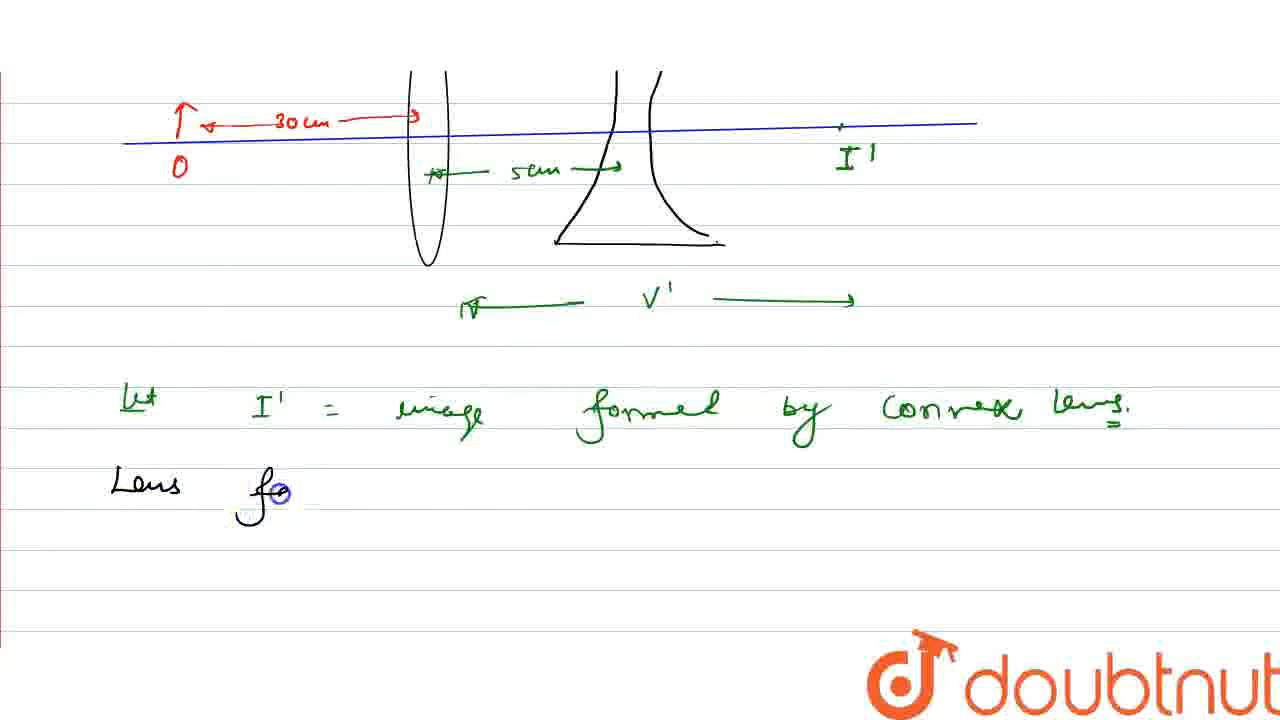 30cm
O
I'
5cm
V'
Let I' = image formed by convex lens.
Lens fo
doubtnut